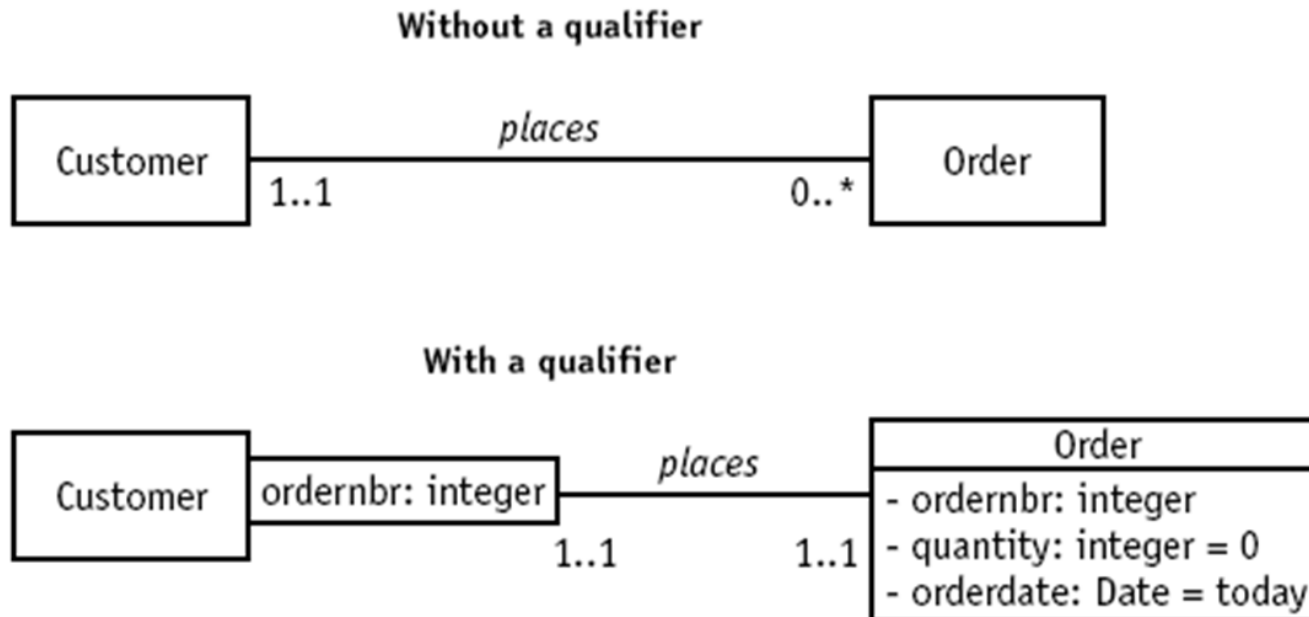 Without a qualifier
Customer
places
1..1
0..*
Order
With a qualifier
Customer
ordernbr: integer
places
1..1
1..1
Order
- ordernbr: integer
- quantity: integer = 0
- orderdate: Date = today